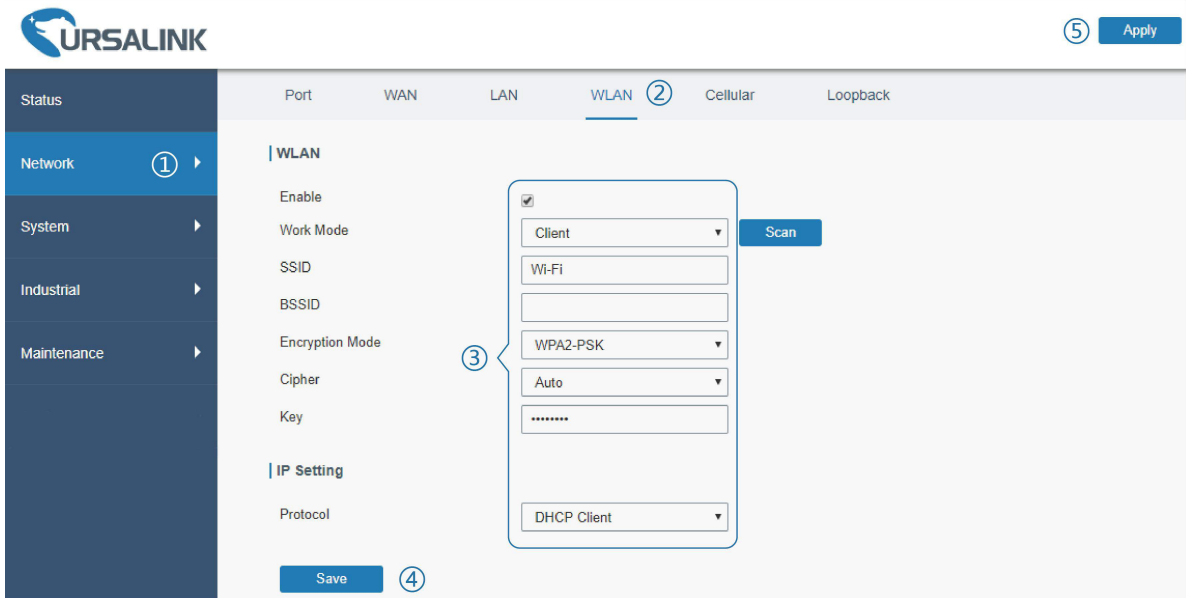 URSALINK
⑤ Apply
Status
Network ①
System
Industrial
Maintenance
Port WAN LAN WLAN ② Cellular Loopback
WLAN
Enable
Work Mode Client Scan
SSID Wi-Fi
BSSID
Encryption Mode WPA2-PSK
③
Cipher Auto
Key ••••••••
IP Setting
Protocol DHCP Client
Save ④